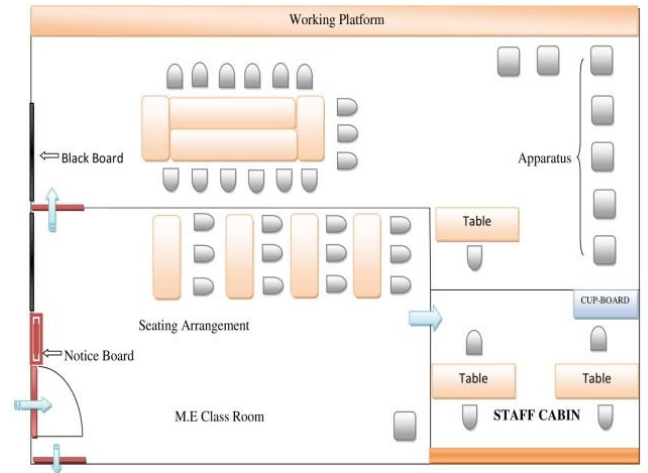 Working Platform
Black Board
Apparatus
Table
CUP-BOARD
Seating Arrangement
Notice Board
Table
Table
M.E Class Room
STAFF CABIN